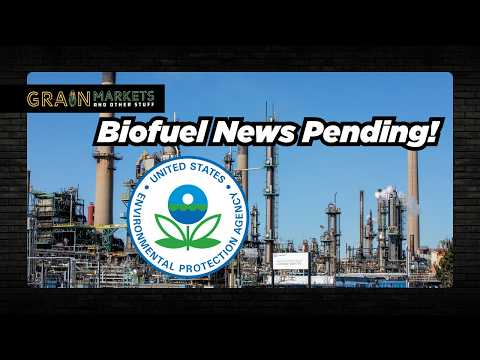 GRAIN MARKETS
AND OTHER STUFF
Biofuel News Pending!
UNITED STATES
ENVIRONMENTAL PROTECTION AGENCY